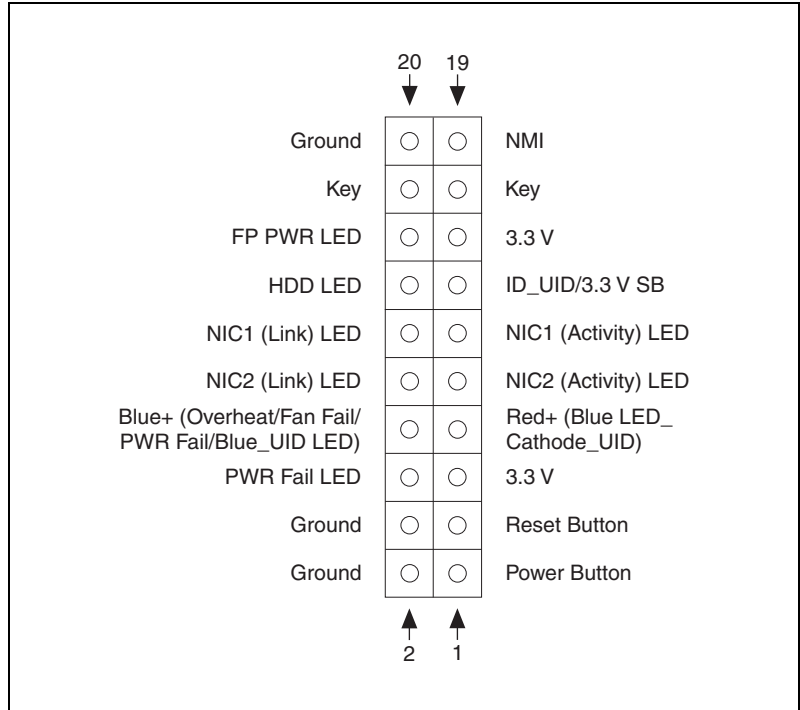 20 19
Ground NMI
Key Key
FP PWR LED 3.3 V
HDD LED ID_UID/3.3 V SB
NIC1 (Link) LED NIC1 (Activity) LED
NIC2 (Link) LED NIC2 (Activity) LED
Blue+ (Overheat/Fan Fail/ Red+ (Blue LED_
PWR Fail/Blue_UID LED) Cathode_UID)
PWR Fail LED 3.3 V
Ground Reset Button
Ground Power Button
2 1